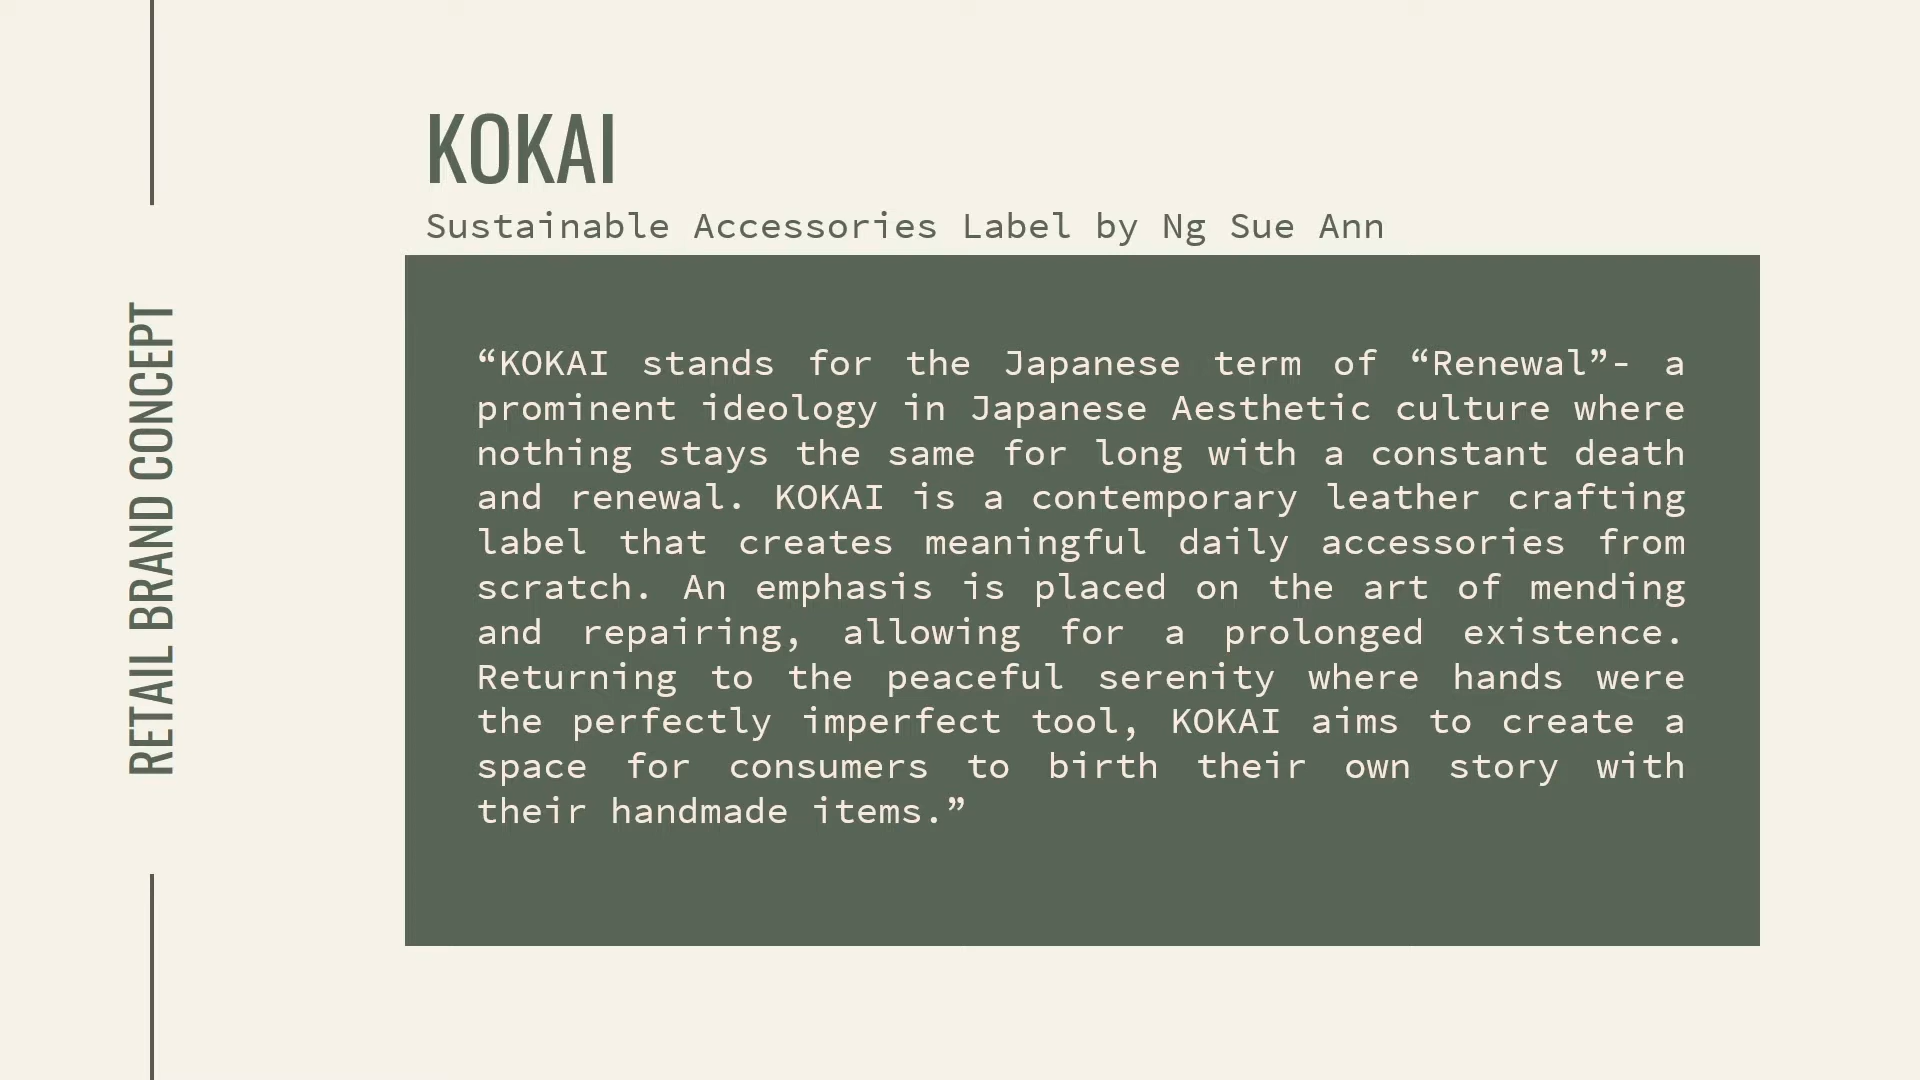 KOKAI
Sustainable Accessories Label by Ng Sue Ann
RETAIL BRAND CONCEPT
“KOKAI stands for the Japanese term of “Renewal”- a
prominent ideology in Japanese Aesthetic culture where
nothing stays the same for long with a constant death
and renewal. KOKAI is a contemporary leather crafting
label that creates meaningful daily accessories from
scratch. An emphasis is placed on the art of mending
and repairing, allowing for a prolonged existence.
Returning to the peaceful serenity where hands were
the perfectly imperfect tool, KOKAI aims to create a
space for consumers to birth their own story with
their handmade items.”